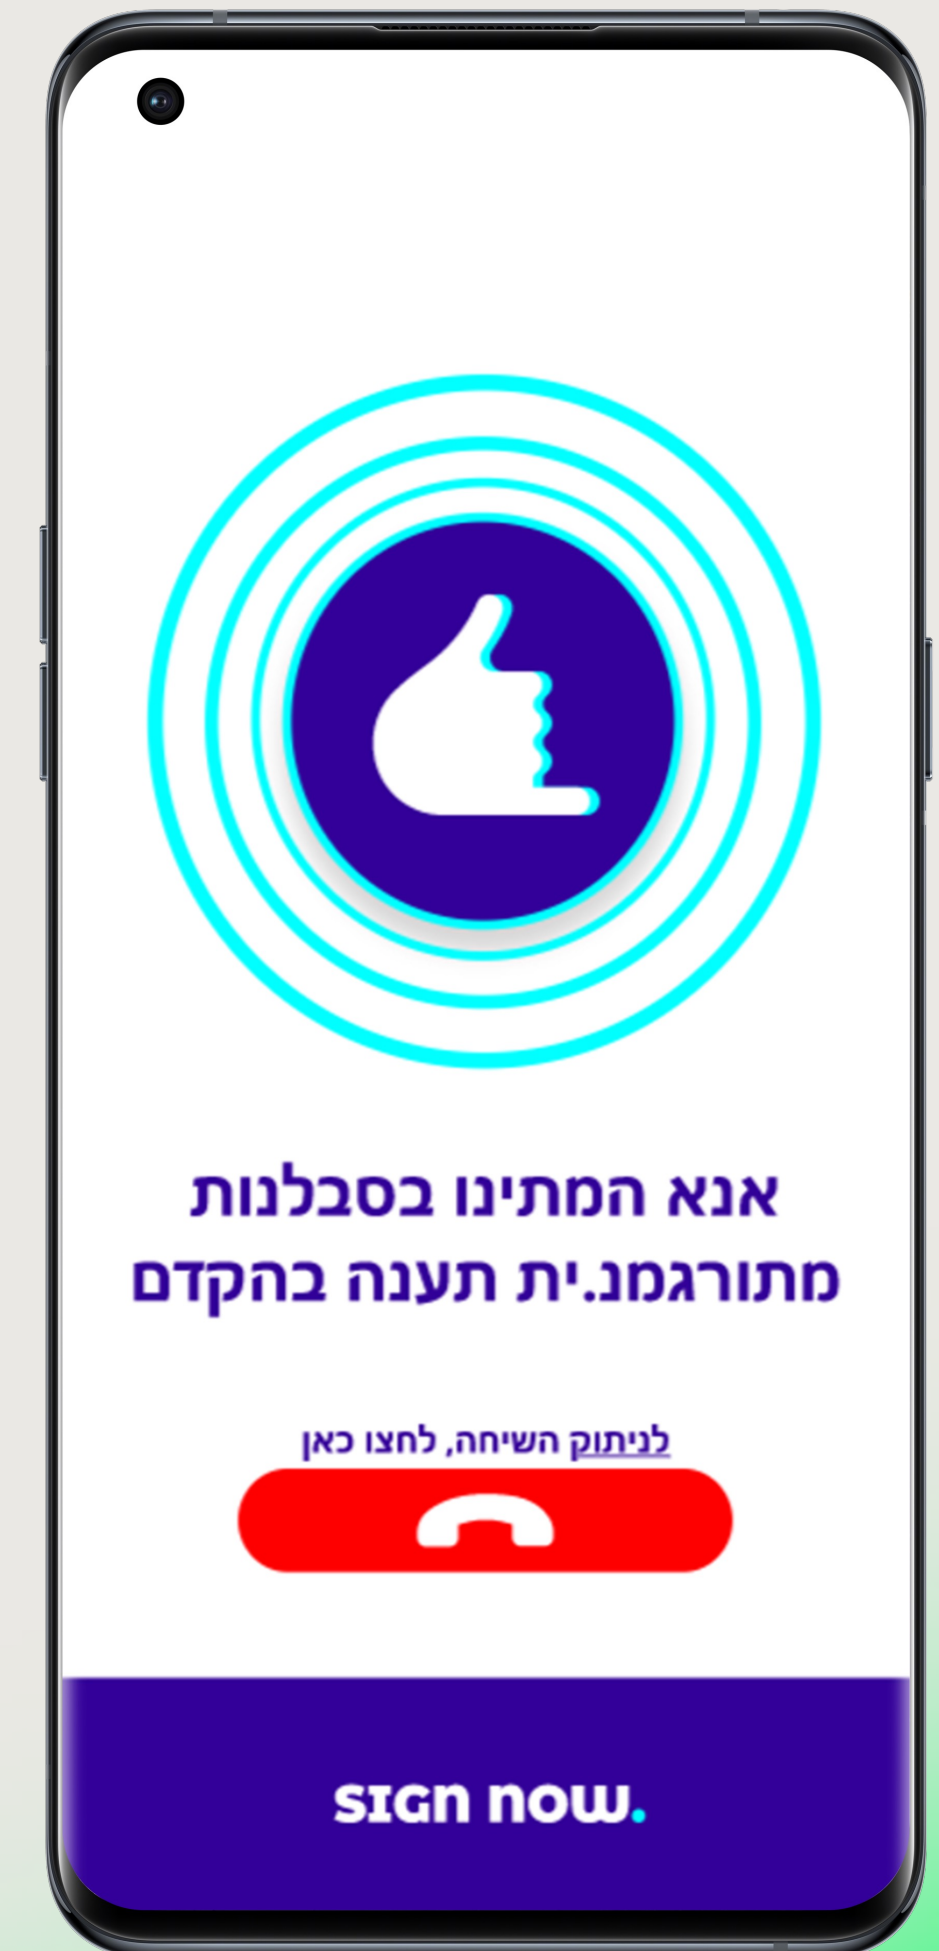 אנא המתינו בסבלנות
מתורגמנ.ית תענה בהקדם
לניתוק השיחה, לחצו כאן
sign now.